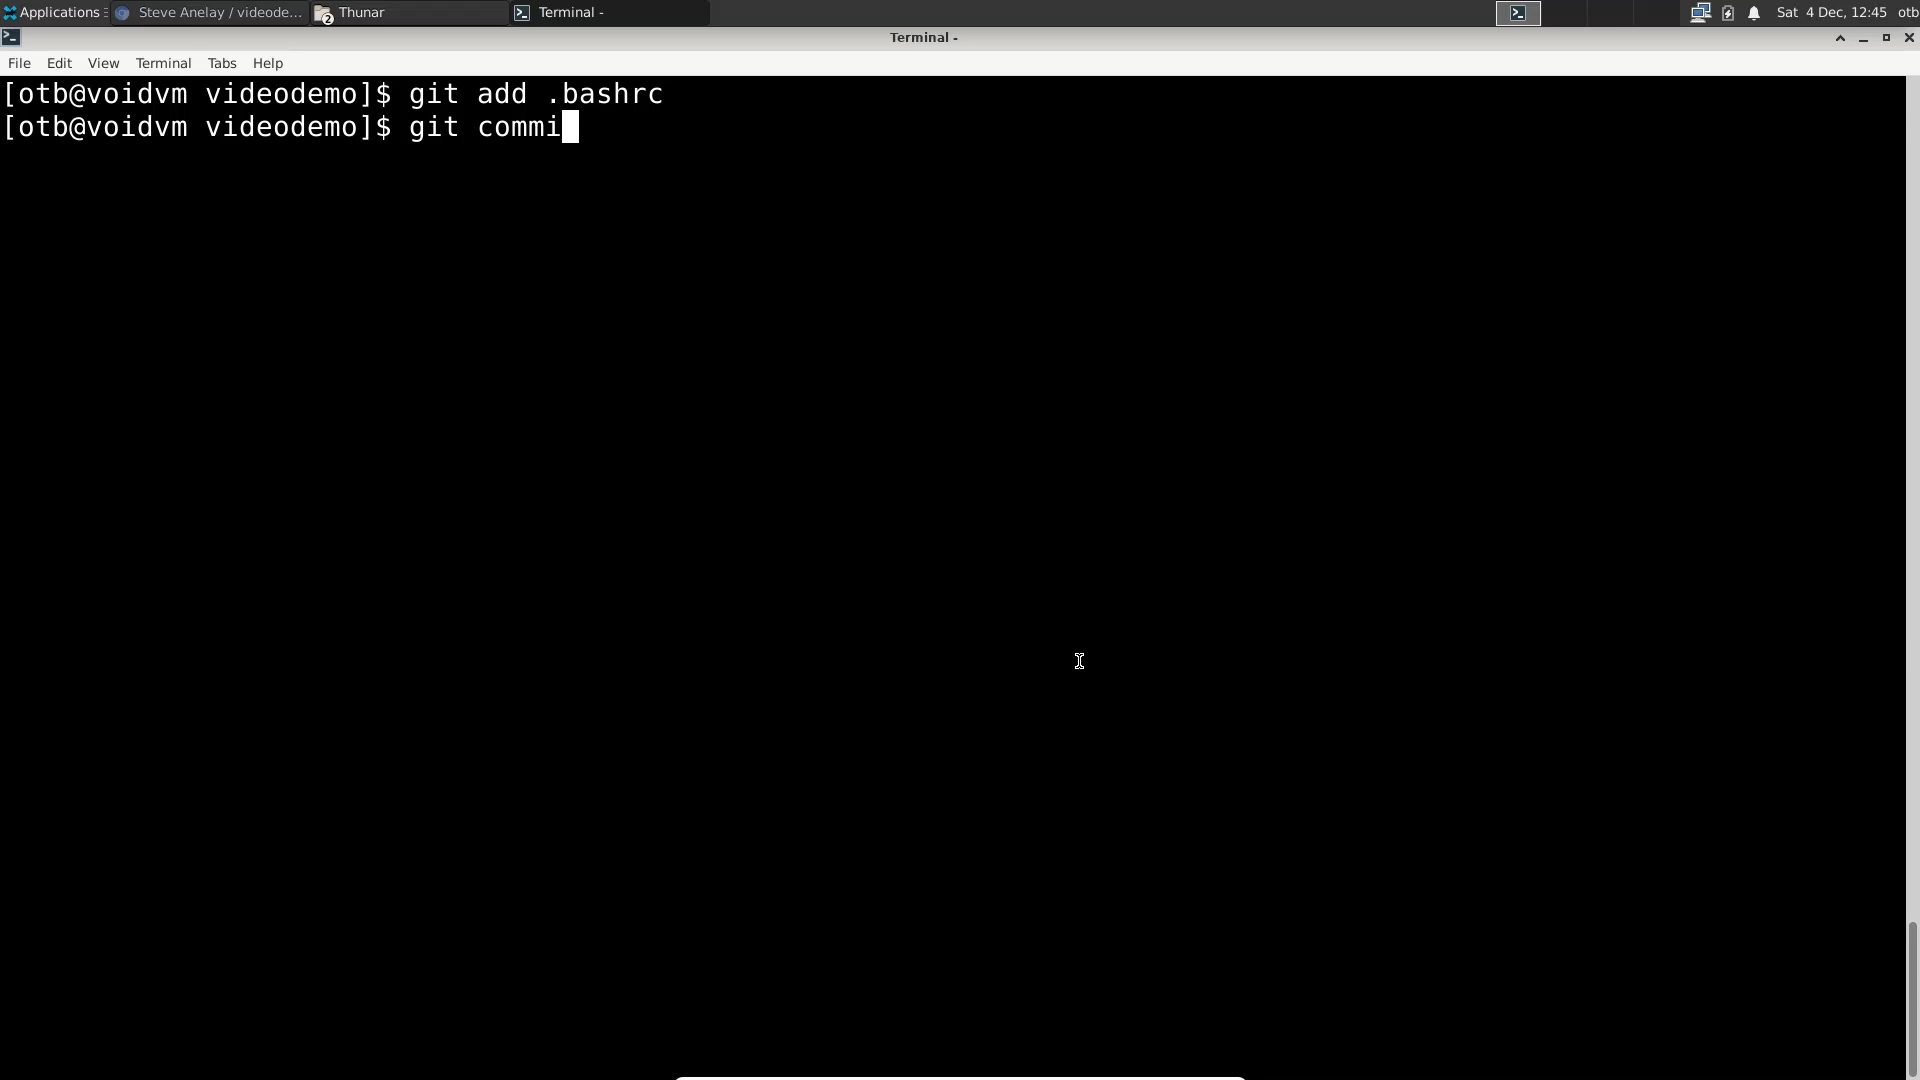 Applications Steve Anelay / videode... 2 Thunar Terminal - Sat 4 Dec, 12:45 otb
Terminal -
File Edit View Terminal Tabs Help
[otb@voidvm videodemo]$ git add .bashrc
[otb@voidvm videodemo]$ git commi